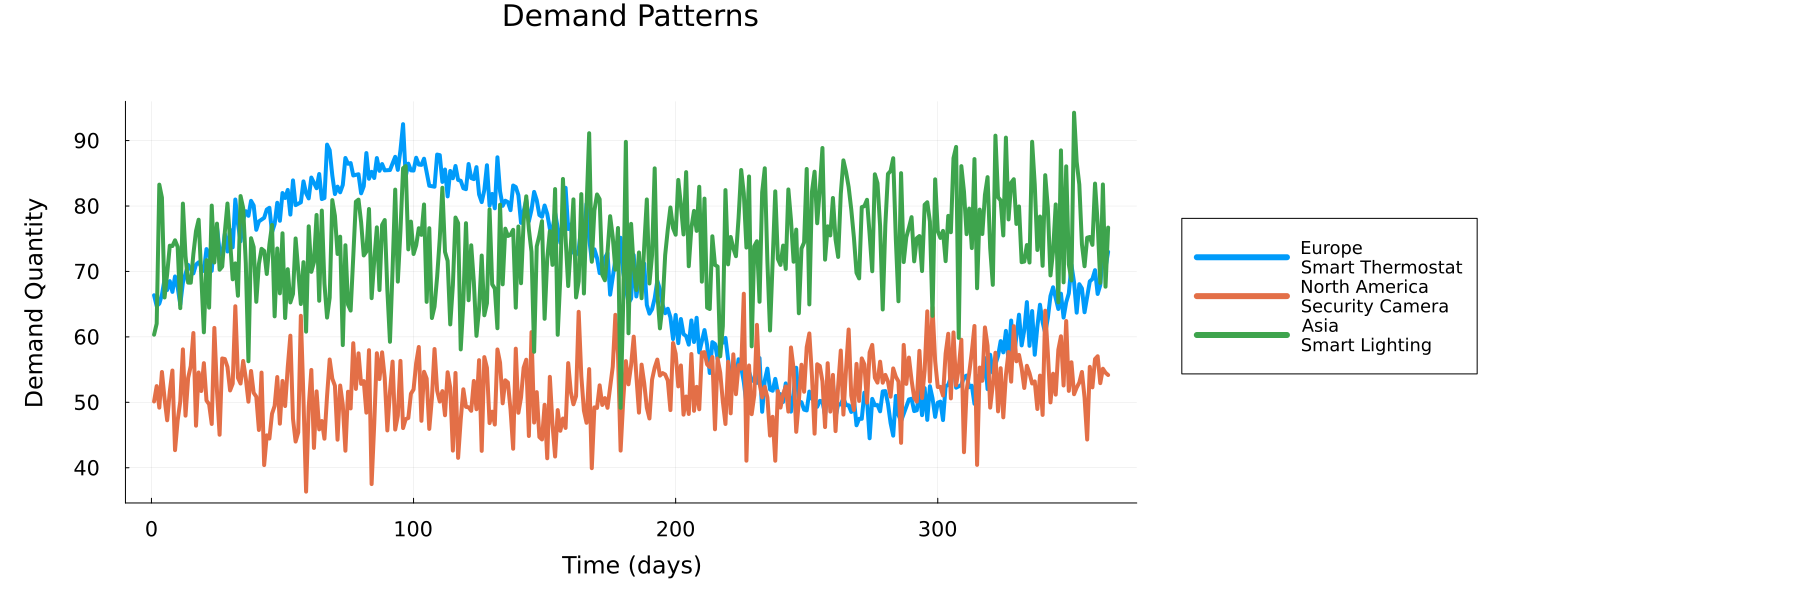 Demand Patterns
Demand Quantity
90
80
70
60
50
40
0
100
200
300
Time (days)
Europe
Smart Thermostat
North America
Security Camera
Asia
Smart Lighting